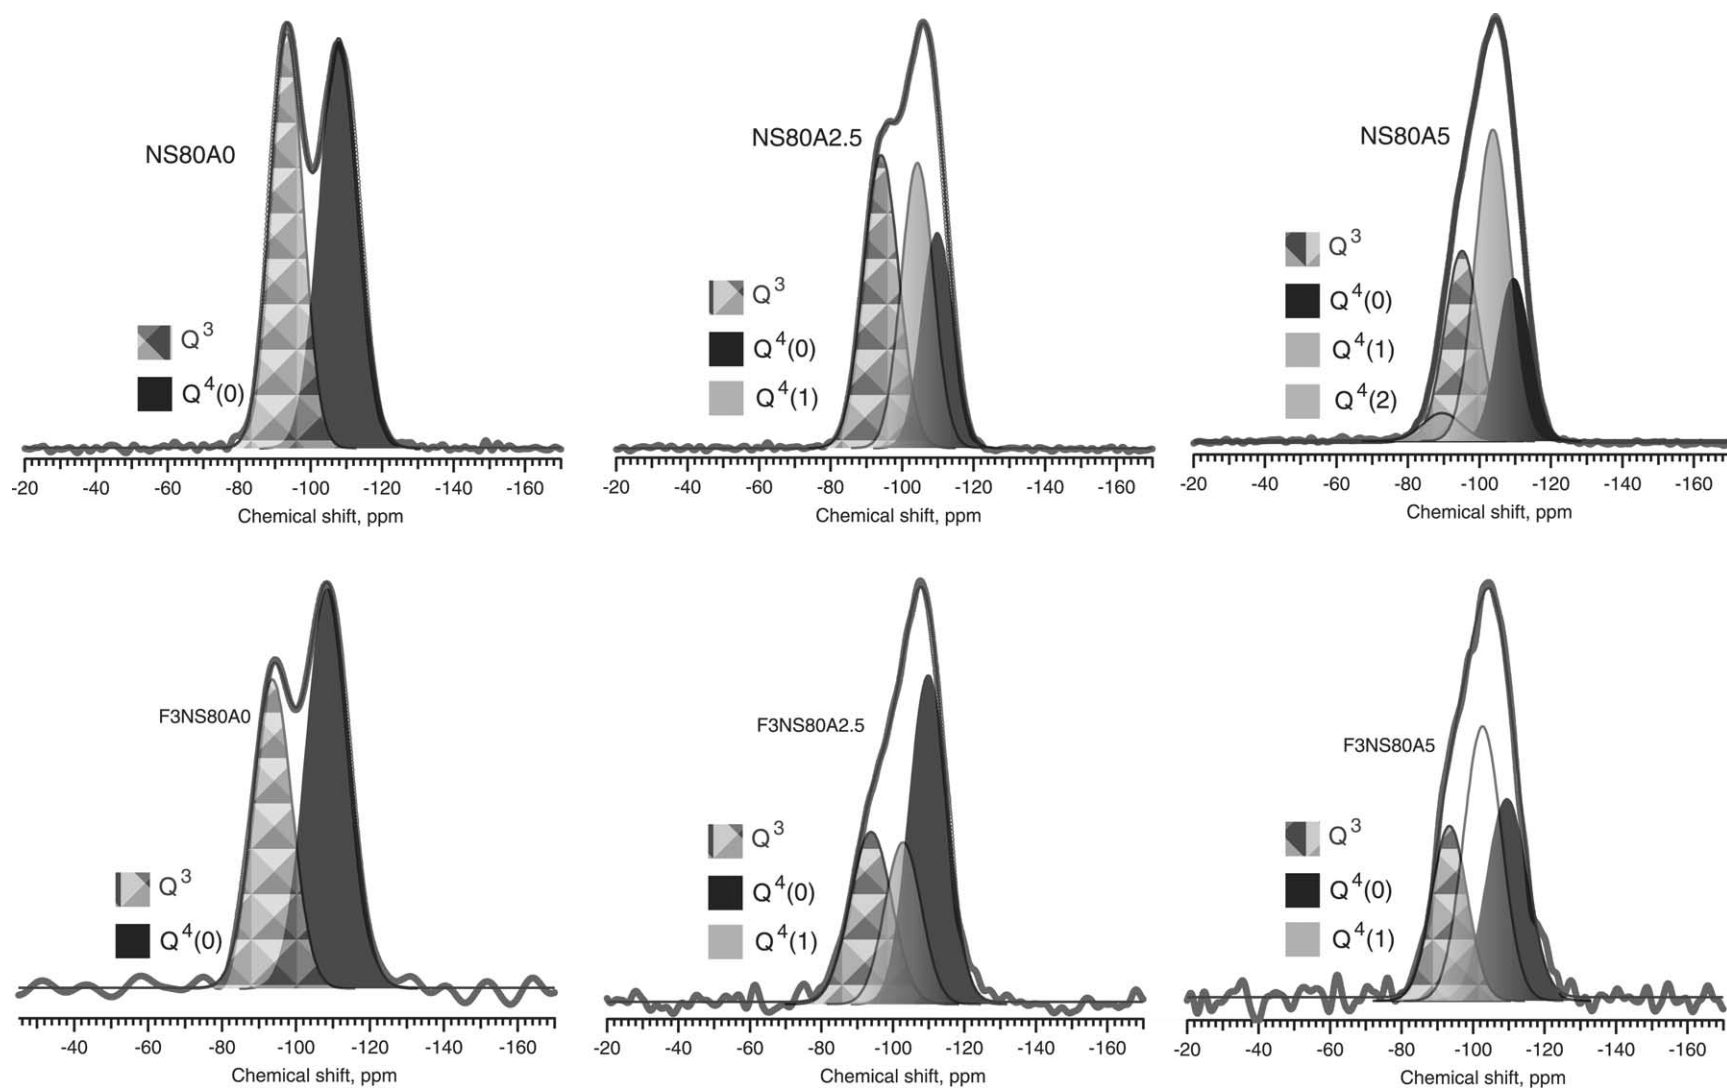 NS80A0
Q3
Q4(0)
-20 -40 -60 -80 -100 -120 -140 -160
Chemical shift, ppm
NS80A2.5
Q3
Q4(0)
Q4(1)
-20 -40 -60 -80 -100 -120 -140 -160
Chemical shift, ppm
NS80A5
Q3
Q4(0)
Q4(1)
Q4(2)
-20 -40 -60 -80 -100 -120 -140 -160
Chemical shift, ppm
F3NS80A0
Q3
Q4(0)
-40 -60 -80 -100 -120 -140 -160
Chemical shift, ppm
F3NS80A2.5
Q3
Q4(0)
Q4(1)
-20 -40 -60 -80 -100 -120 -140 -160
Chemical shift, ppm
F3NS80A5
Q3
Q4(0)
Q4(1)
-20 -40 -60 -80 -100 -120 -140 -160
Chemical shift, ppm